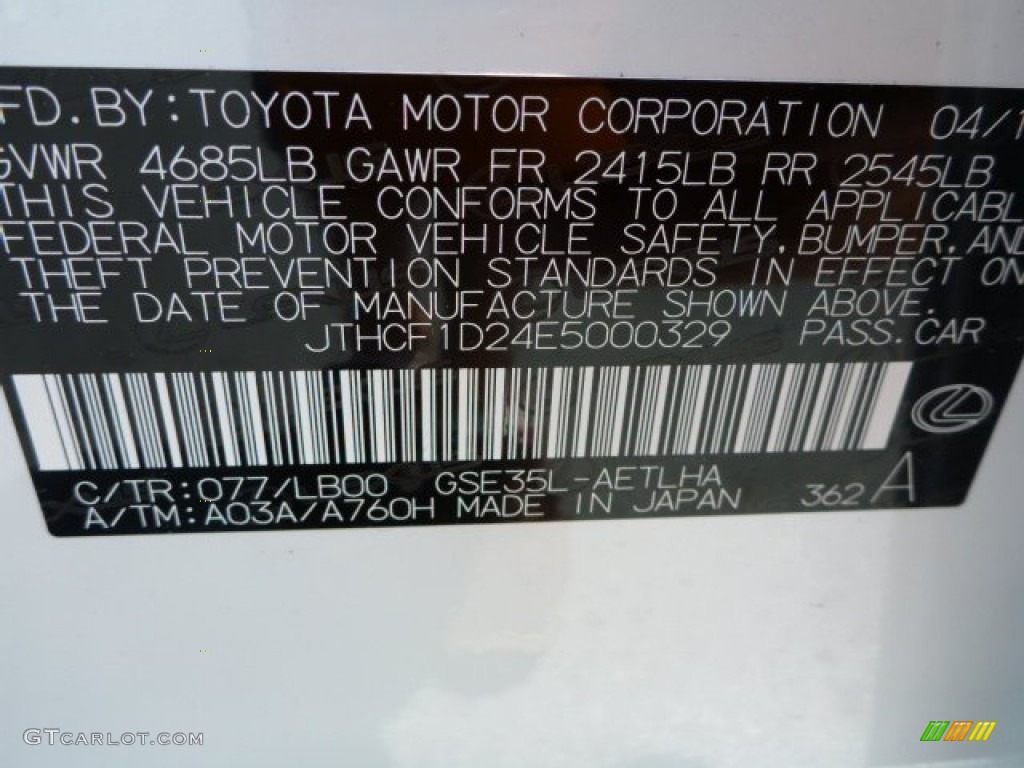 FD. BY: TOYOTA MOTOR CORPORATION 04/1
GVWR 4685LB GAWR FR 2415LB RR 2545LB
THIS VEHICLE CONFORMS TO ALL APPLICABL
FEDERAL MOTOR VEHICLE SAFETY, BUMPER, AND
THEFT PREVENTION STANDARDS IN EFFECT ON
THE DATE OF MANUFACTURE SHOWN ABOVE.
JTHCF1D24E5000329 PASS.CAR
C/TR: 077/LB00 GSE35L-AETLHA
A/TM: A03A/A760H MADE IN JAPAN 362 A
GTCARLOT.COM